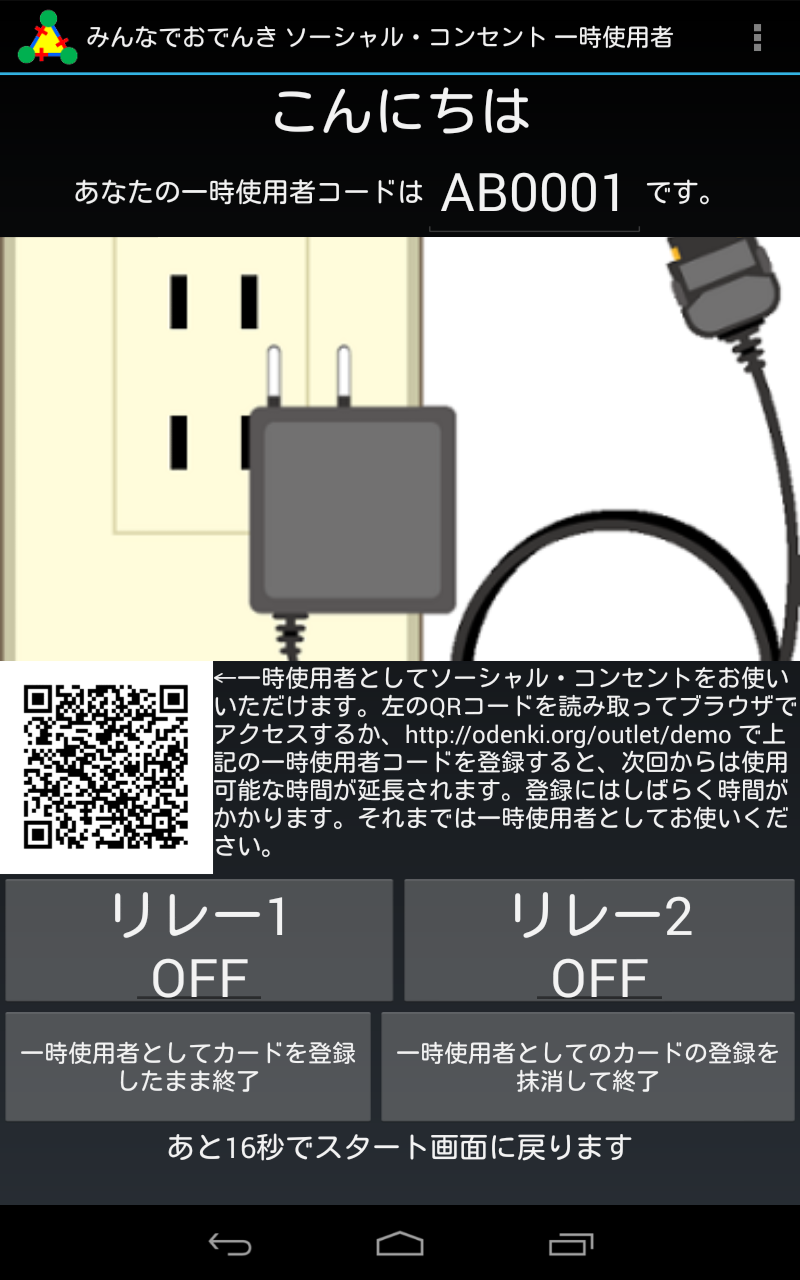 みんなでおでんき ソーシャル・コンセント 一時使用者
こんにちは
あなたの一時使用者コードは AB0001 です。
←一時使用者としてソーシャル・コンセントをお使い
いただけます。左のQRコードを読み取ってブラウザで
アクセスするか、http://odenki.org/outlet/demo で上
記の一時使用者コードを登録すると、次回からは使用
可能な時間が延長されます。登録にはしばらく時間が
かかります。それまでは一時使用者としてお使いくだ
さい。
リレー1
OFF
リレー2
OFF
一時使用者としてカードを登録
したまま終了
一時使用者としてのカードの登録を
抹消して終了
あと16秒でスタート画面に戻ります